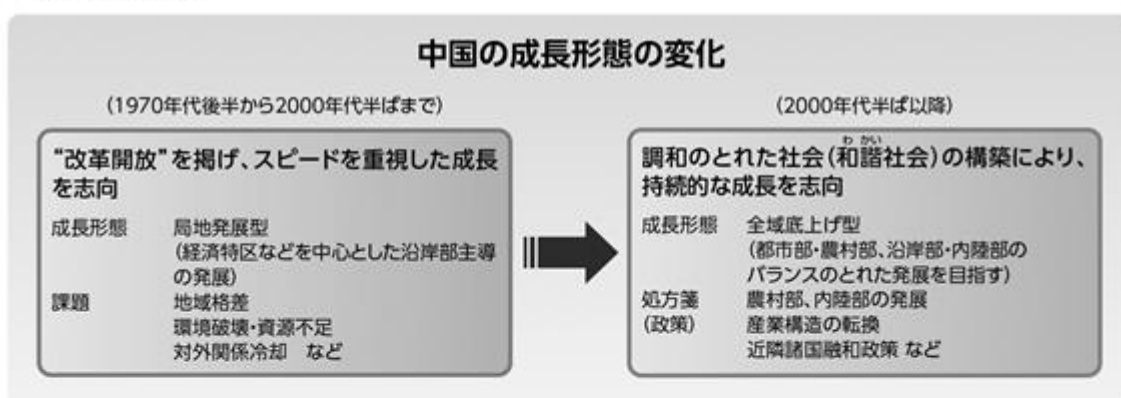 中国の成長形態の変化
(1970年代後半から2000年代半ばまで)
“改革開放”を掲げ、スピードを重視した成長
を志向
成長形態 局地発展型
(経済特区などを中心とした沿岸部主導
の発展)
課題 地域格差
環境破壊・資源不足
対外関係冷却 など
(2000年代半ば以降)
わ かい
調和のとれた社会(和諧社会)の構築により、
持続的な成長を志向
成長形態 全域底上げ型
(都市部・農村部、沿岸部・内陸部の
バランスのとれた発展を目指す)
処方箋 農村部、内陸部の発展
(政策) 産業構造の転換
近隣諸国融和政策 など